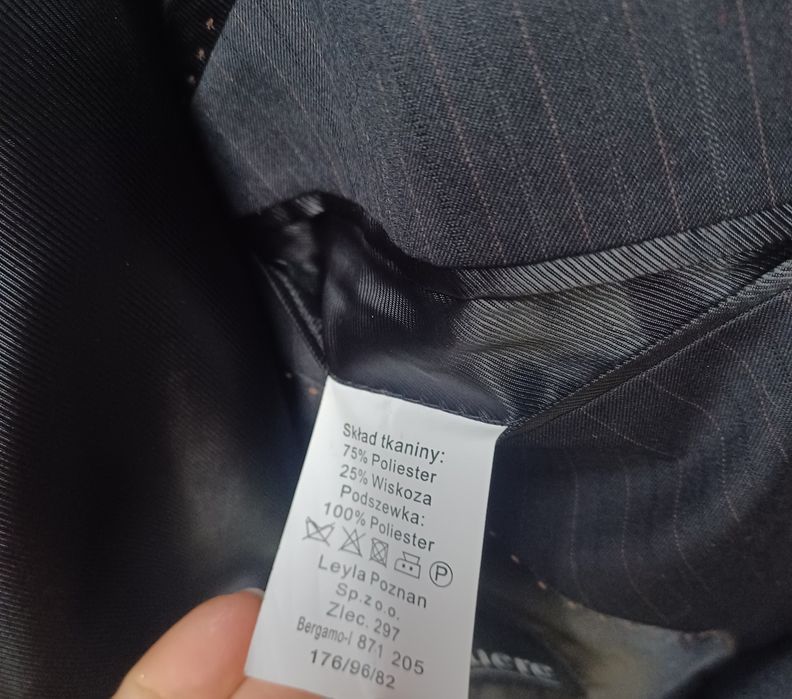 Skład tkaniny:
75% Poliester
25% Wiskoza
Podszewka:
100% Poliester
P
Leyla Poznan
Sp.z o.o.
Zlec. 297
Bergamo-I 871 205
176/96/82